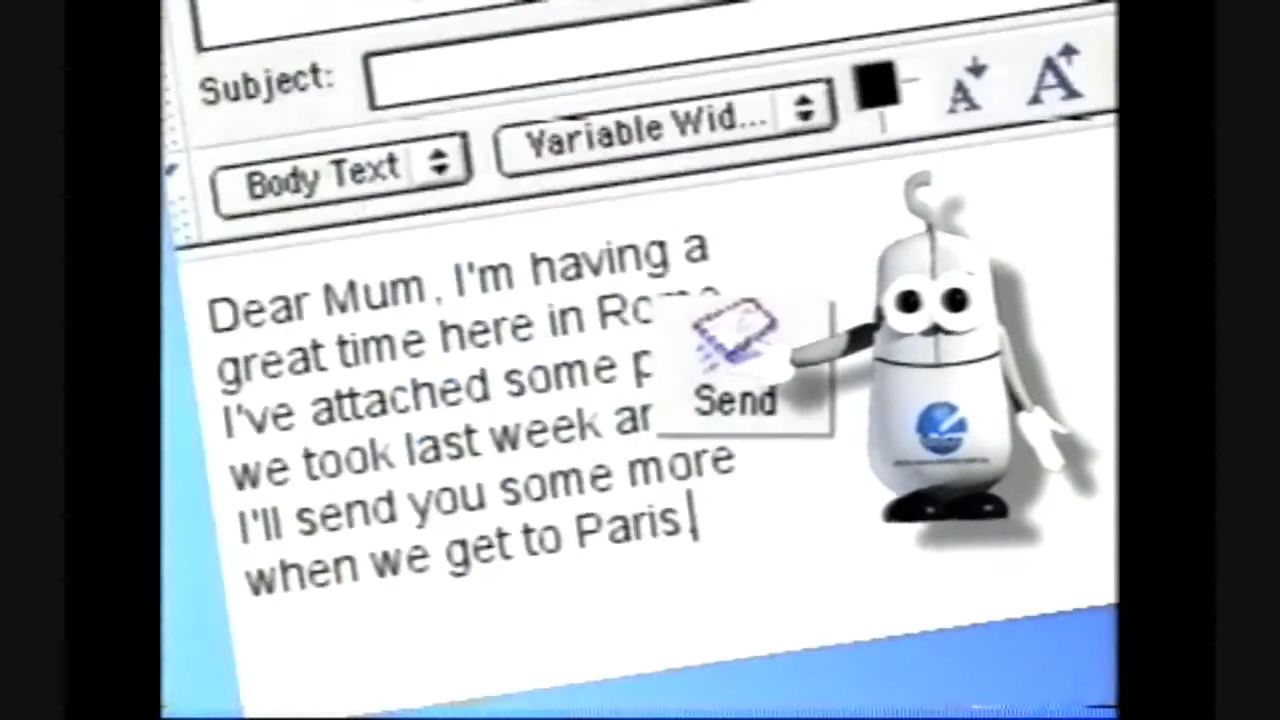 Subject:
Body Text
Variable Wid...
A A
Dear Mum, I'm having a
great time here in
I've attached some
we took last week
I'll send you some more
when we get to Paris
Send